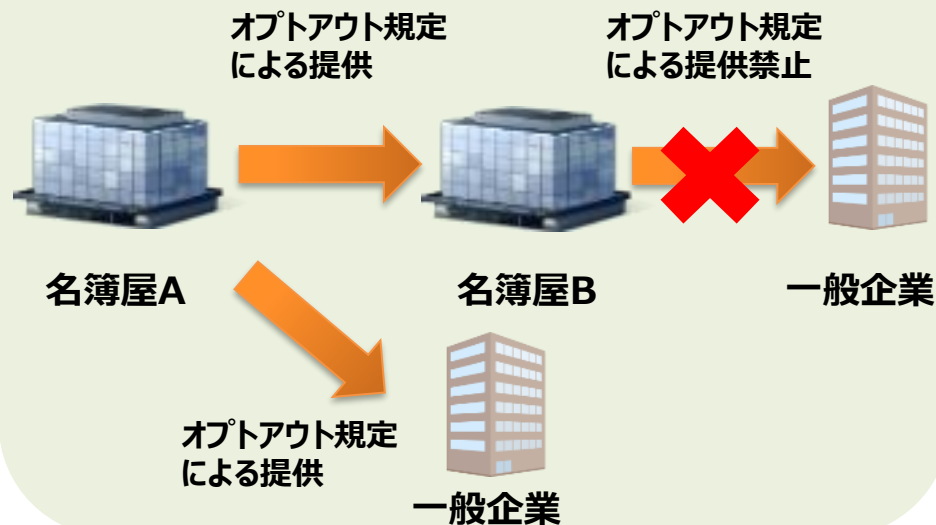 オプトアウト規定
による提供
オプトアウト規定
による提供禁止
名簿屋A
名簿屋B
一般企業
オプトアウト規定
による提供
一般企業